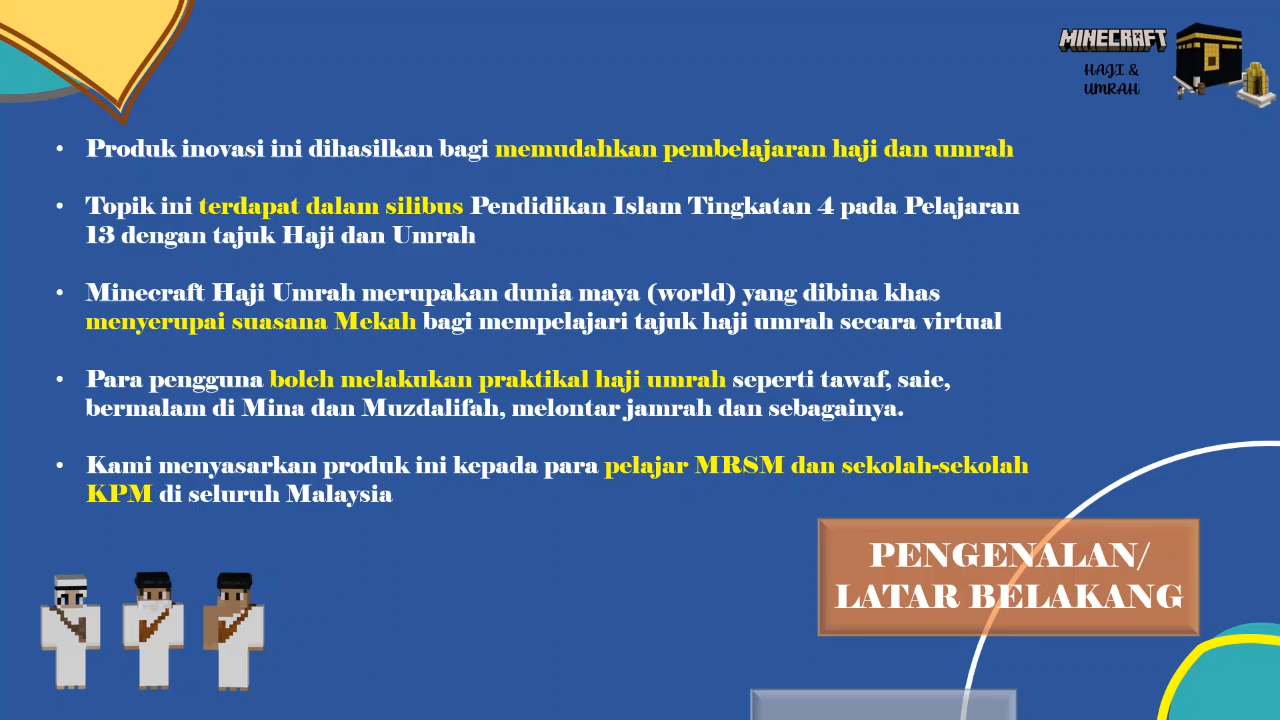 MINECRAFT
HAJI &
UMRAH
• Produk inovasi ini dihasilkan bagi memudahkan pembelajaran haji dan umrah
• Topik ini terdapat dalam silibus Pendidikan Islam Tingkatan 4 pada Pelajaran
13 dengan tajuk Haji dan Umrah
• Minecraft Haji Umrah merupakan dunia maya (world) yang dibina khas
menyerupai suasana Mekah bagi mempelajari tajuk haji umrah secara virtual
• Para pengguna boleh melakukan praktikal haji umrah seperti tawaf, saie,
bermalam di Mina dan Muzdalifah, melontar jamrah dan sebagainya.
• Kami menyasarkan produk ini kepada para pelajar MRSM dan sekolah-sekolah
KPM di seluruh Malaysia
PENGENALAN/
LATAR BELAKANG